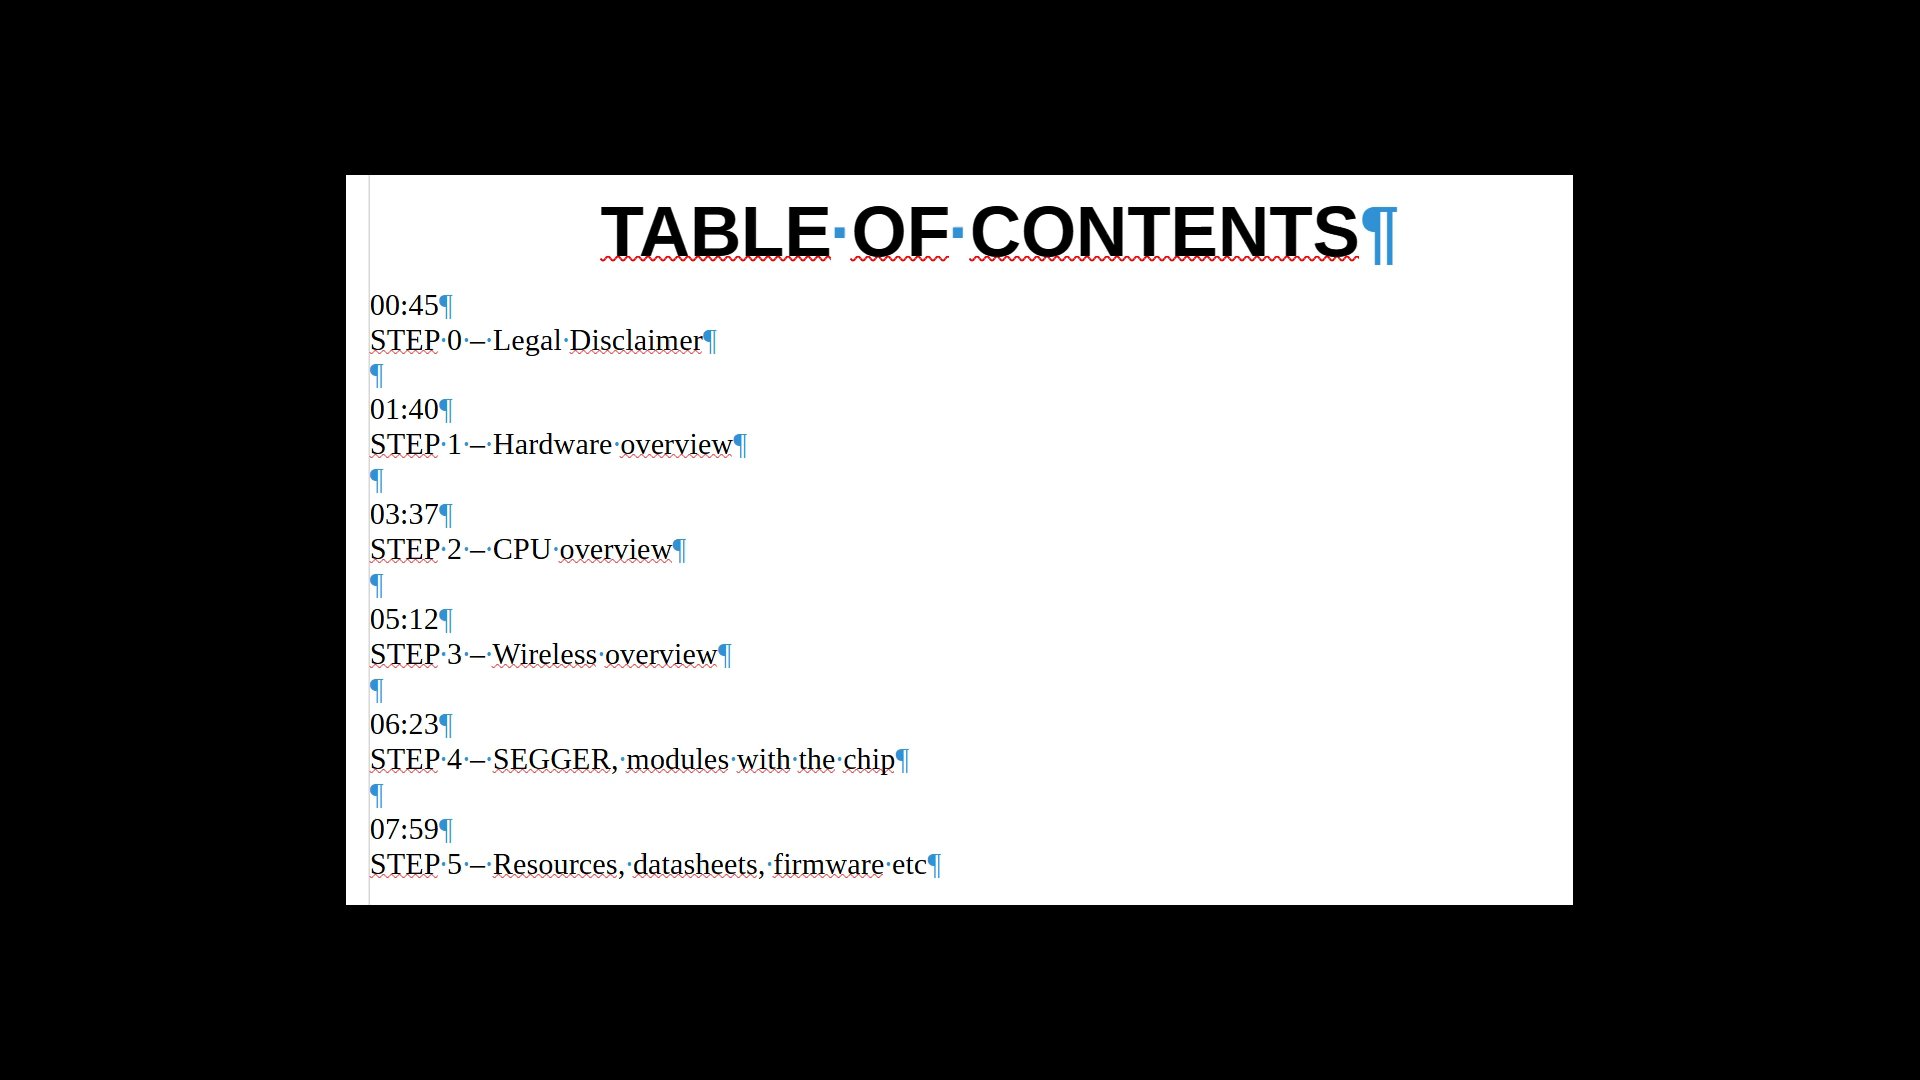 TABLE OF CONTENTS
00:45
STEP 0 – Legal Disclaimer
01:40
STEP 1 – Hardware overview
03:37
STEP 2 – CPU overview
05:12
STEP 3 – Wireless overview
06:23
STEP 4 – SEGGER, modules with the chip
07:59
STEP 5 – Resources, datasheets, firmware etc